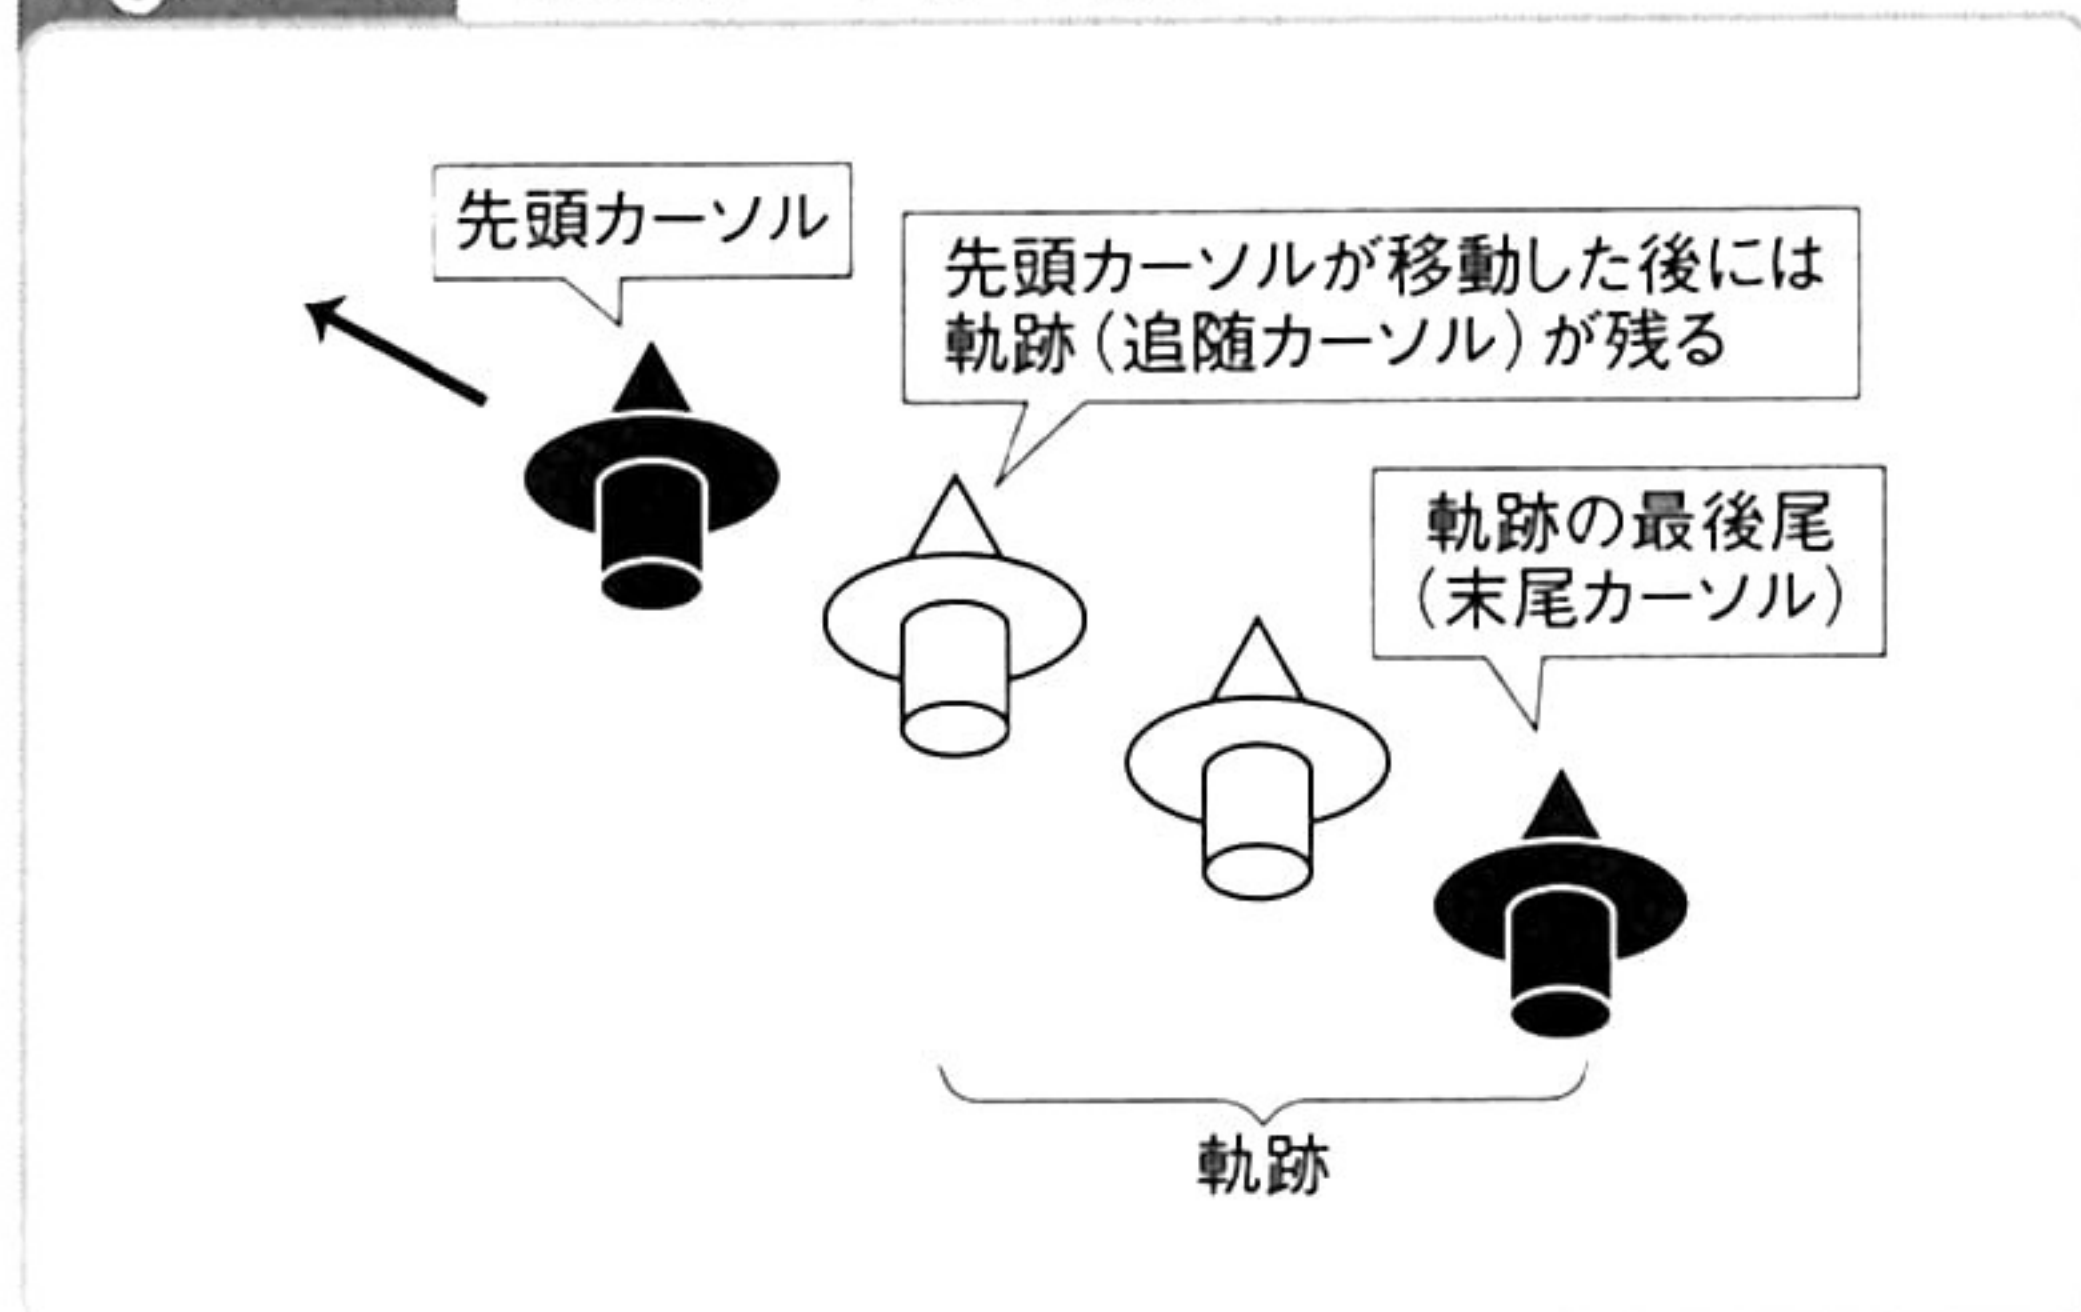 先頭カーソル
先頭カーソルが移動した後には
軌跡（追随カーソル）が残る
軌跡の最後尾
（末尾カーソル）
軌跡